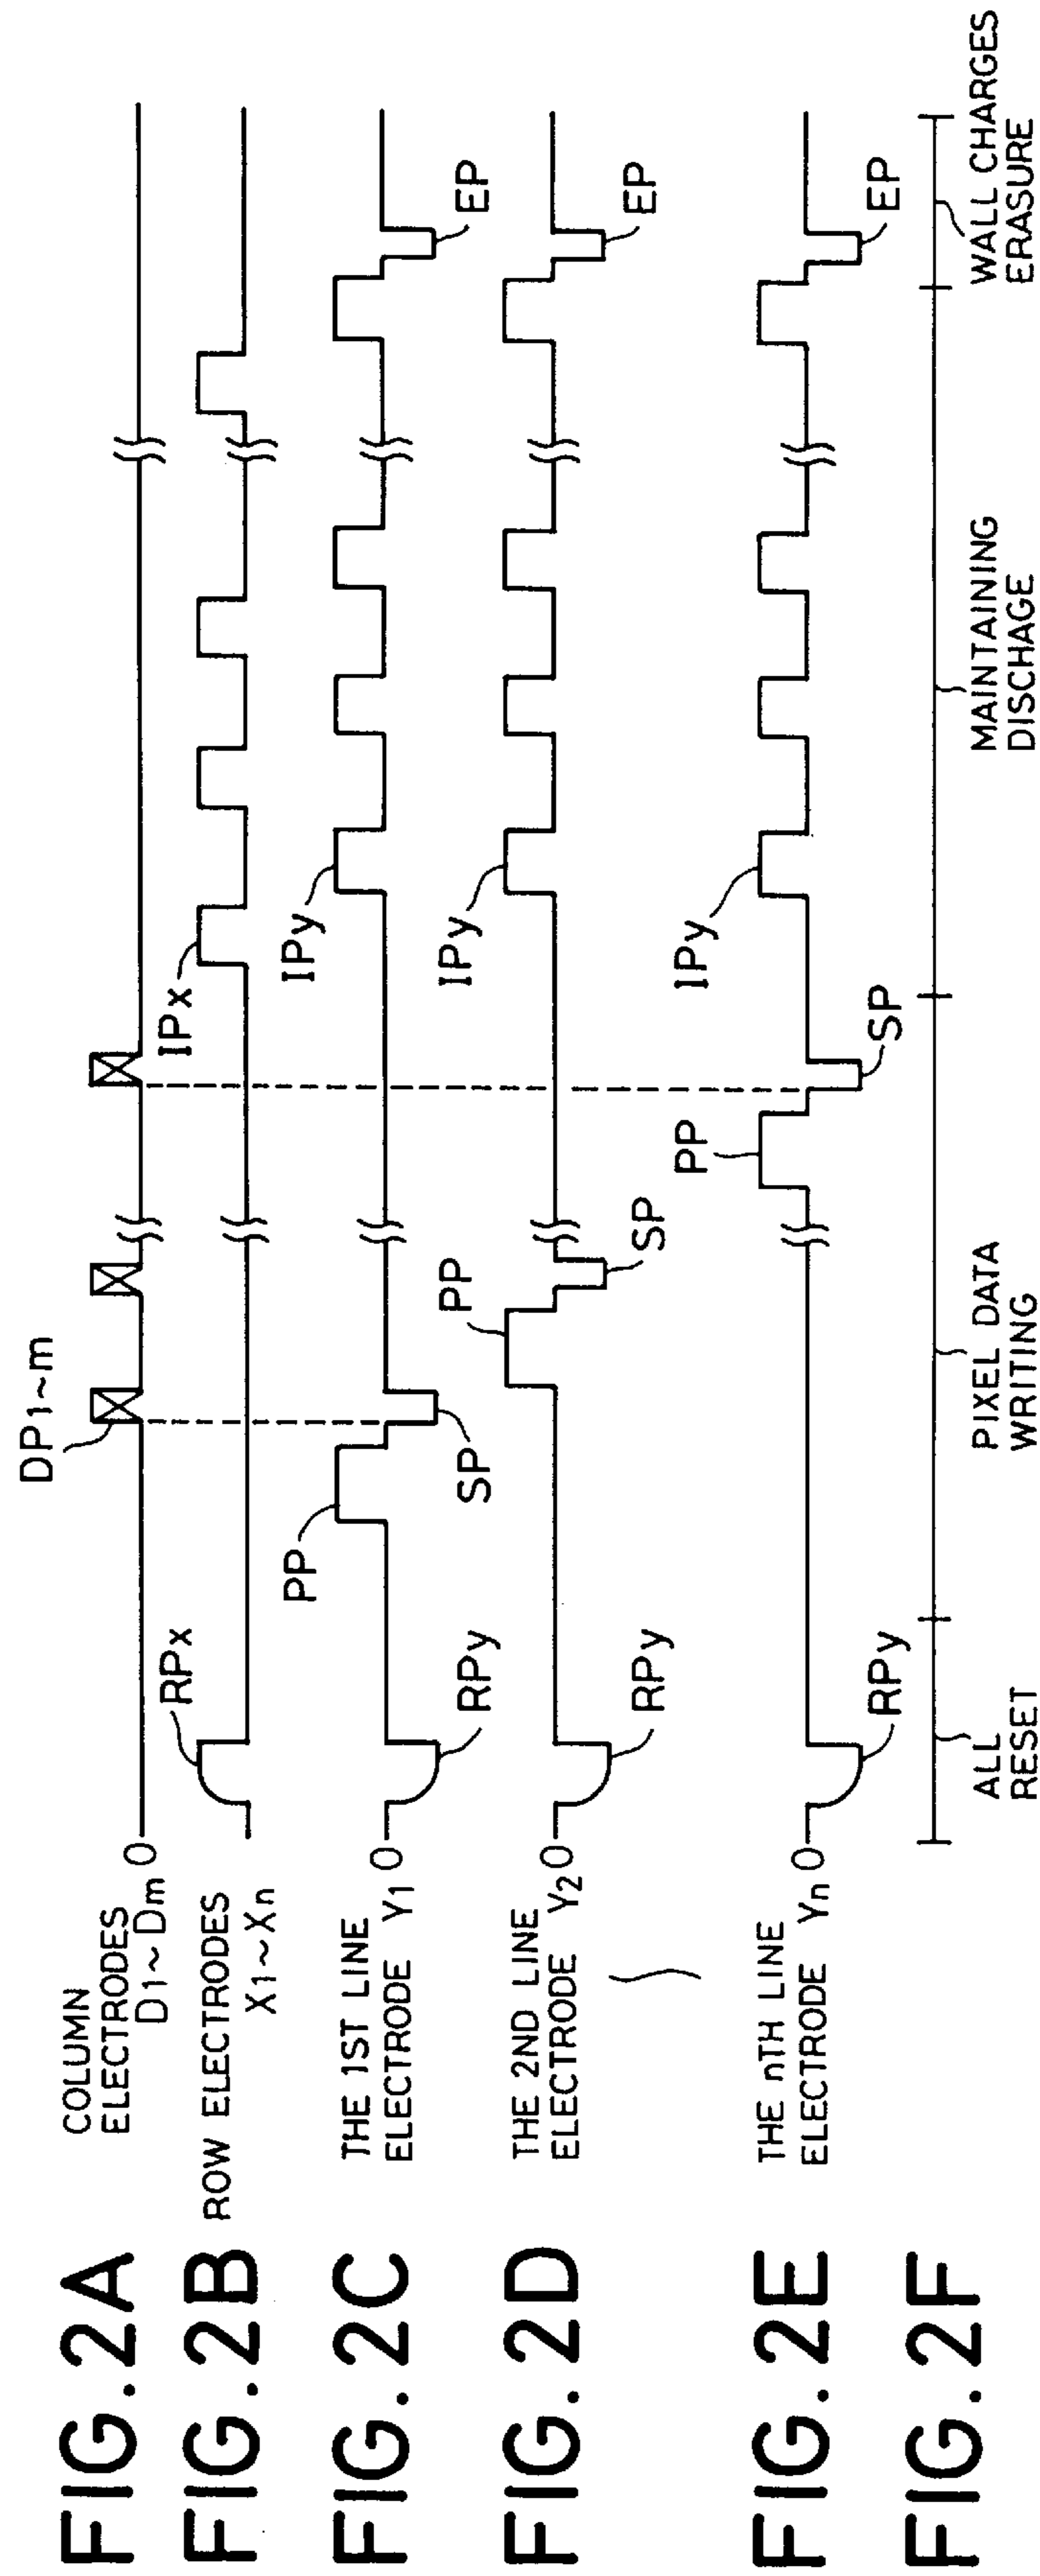 FIG. 2A
COLUMN
ELECTRODES
D1~Dm 0
DP1~m
FIG. 2B
ROW ELECTRODES
X1~Xn
RPx
IPx
FIG. 2C
THE 1ST LINE
ELECTRODE Y1 0
RPy
PP
SP
IPy
EP
FIG. 2D
THE 2ND LINE
ELECTRODE Y2 0
RPy
PP
SP
IPy
EP
FIG. 2E
THE nTH LINE
ELECTRODE Yn 0
RPy
PP
SP
IPy
EP
FIG. 2F
ALL
RESET
PIXEL DATA
WRITING
MAINTAINING
DISCHAGE
WALL CHARGES
ERASURE